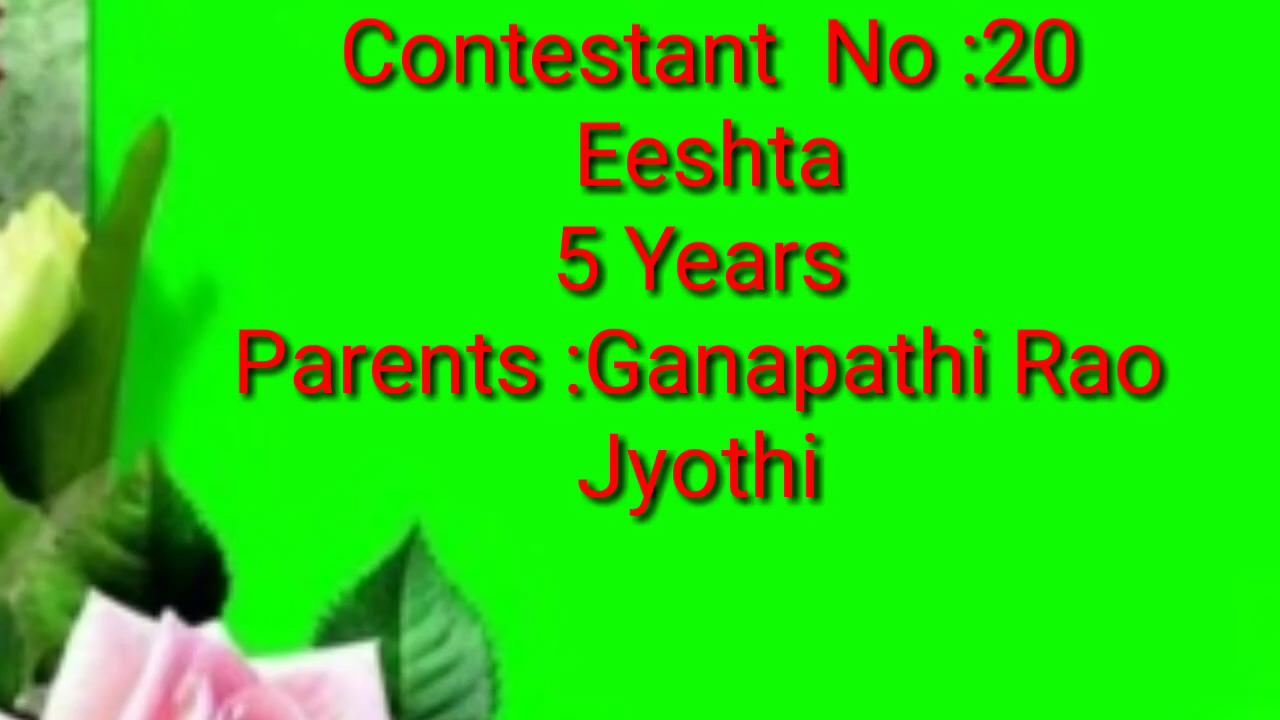 Contestant  No :20
Eeshta
5 Years
Parents :Ganapathi Rao
Jyothi